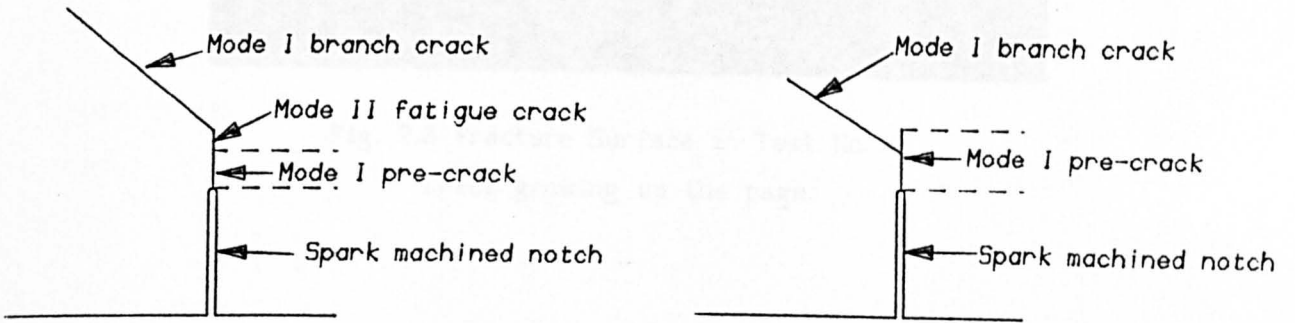 Mode I branch crack
Mode II fatigue crack
Mode I pre-crack
Spark machined notch
Mode I branch crack
Mode I pre-crack
Spark machined notch